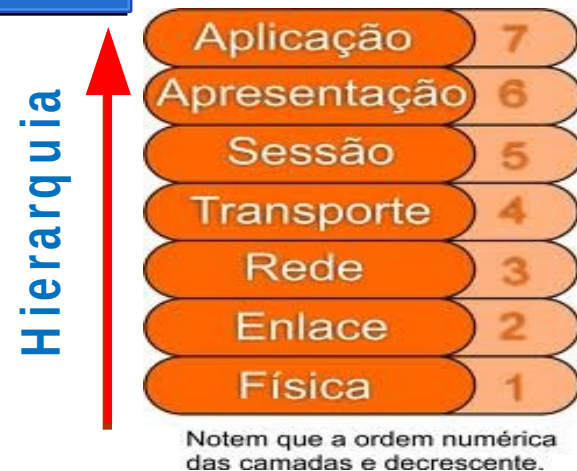 Hierarquia
Aplicação 7
Apresentação 6
Sessão 5
Transporte 4
Rede 3
Enlace 2
Física 1
Notem que a ordem numérica
das camadas e decrescente.